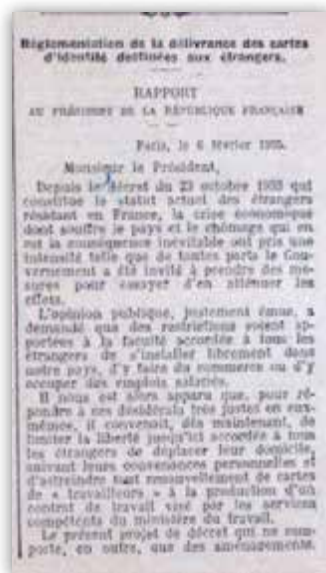 Réglementation de la délivrance des cartes
d'identité destinées aux étrangers.
RAPPORT
AU PRÉSIDENT DE LA RÉPUBLIQUE FRANÇAISE
Paris, le 6 février 1935.
Monsieur le Président,
Depuis le décret du 23 octobre 1933 qui
constitue le statut actuel des étrangers
résidant en France, la crise économique
dont souffre le pays et le chômage qui en
est la conséquence inévitable ont pris une
intensité telle que de toutes parts le Gou-
vernement a été invité à prendre des me-
sures pour essayer d'en atténuer les
effets.
L'opinion publique, justement émue, a
demandé que des restrictions soient ap-
portées à la faculté accordée à tous les
étrangers de s'installer librement dans
notre pays, d'y faire du commerce ou d'y
occuper des emplois salariés.
Il nous est alors apparu que, pour ré-
pondre à ces désidérata très justes en eux-
mêmes, il convenait, dès maintenant, de
limiter la liberté jusqu'ici accordée à tous
les étrangers de déplacer leur domicile,
suivant leurs convenances personnelles et
d'astreindre tout renouvellement de cartes
de « travailleurs » à la production d'un
contrat de travail visé par les services
compétents du ministère du travail.
Le présent projet de décret qui ne com-
porte, en outre, que des aménagements